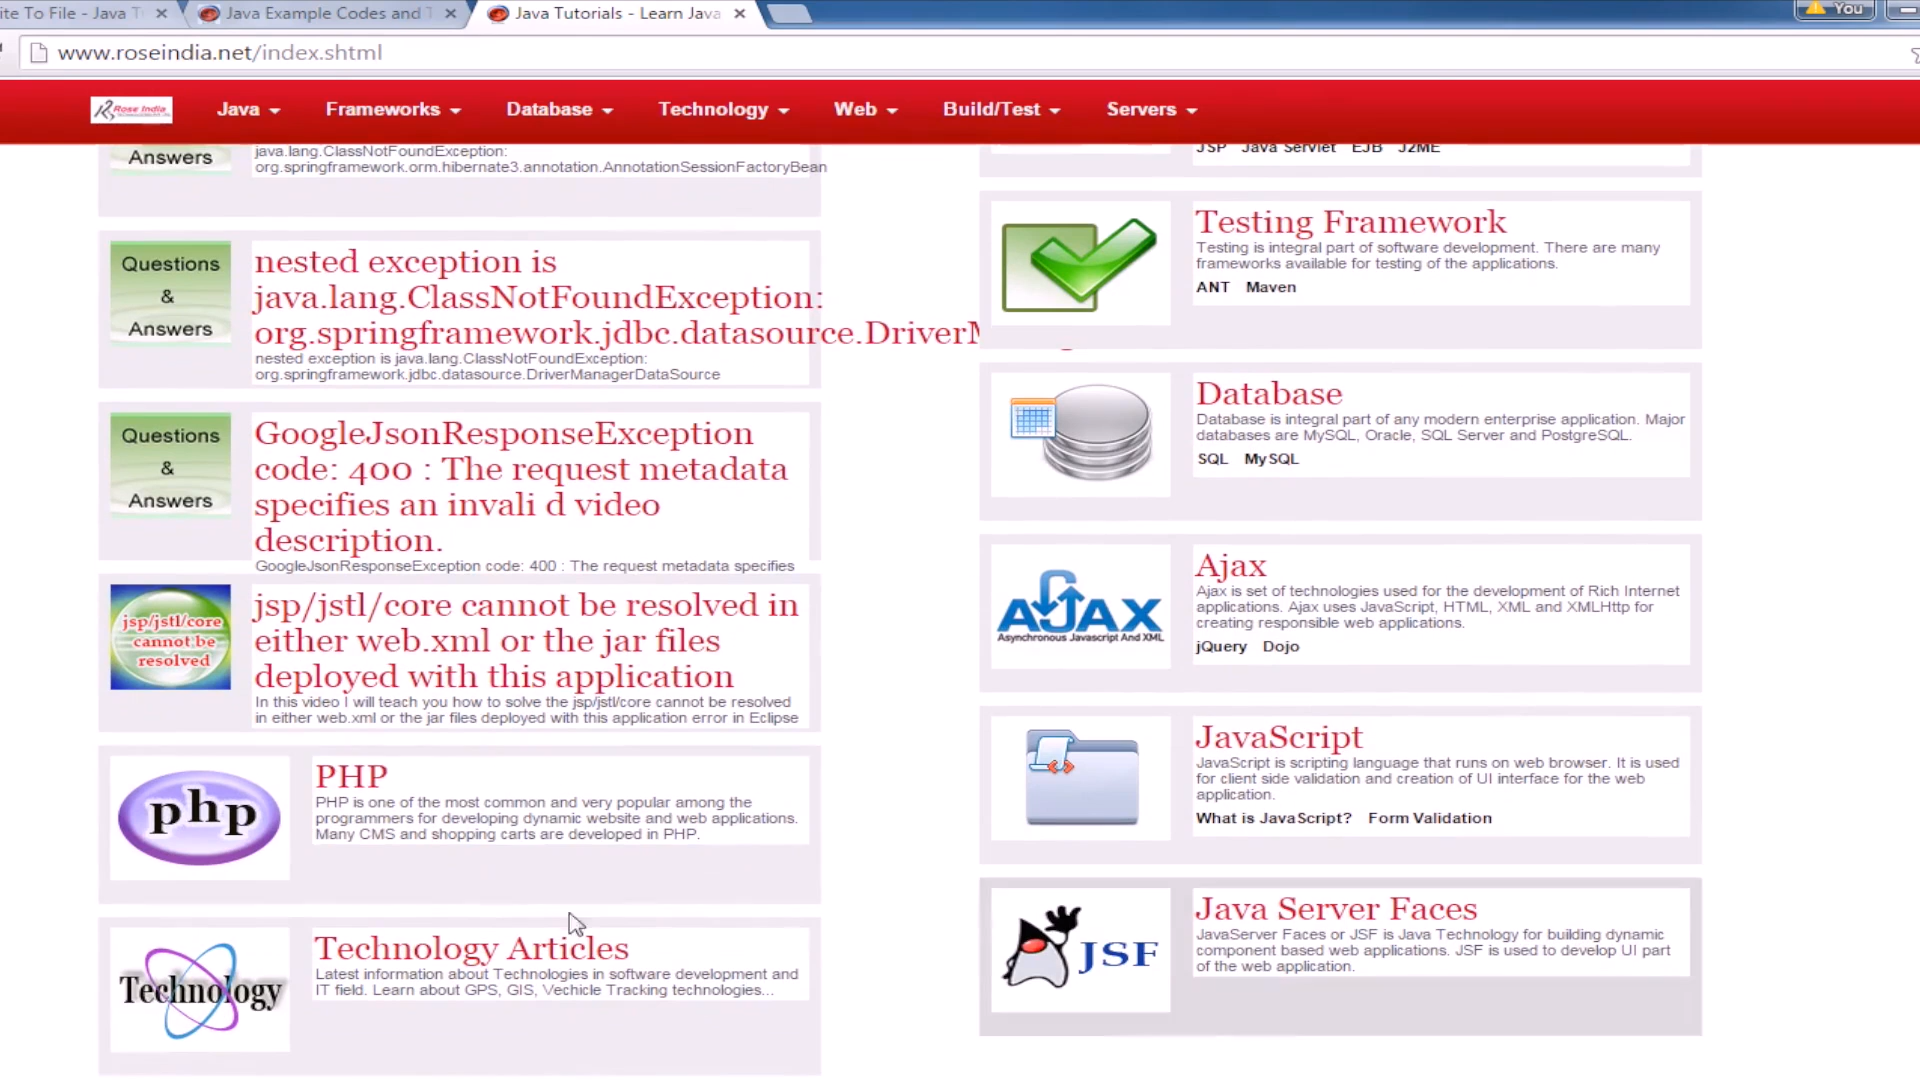 ite To File - Java T
Java Example Codes and T
Java Tutorials - Learn Java
You
www.roseindia.net/index.shtml
Rose India
Java
Frameworks
Database
Technology
Web
Build/Test
Servers
Answers
java.lang.ClassNotFoundException:
org.springframework.orm.hibernate3.annotation.AnnotationSessionFactoryBean
Questions
&
Answers
nested exception is
java.lang.ClassNotFoundException:
org.springframework.jdbc.datasource.DriverM
nested exception is java.lang.ClassNotFoundException:
org.springframework.jdbc.datasource.DriverManagerDataSource
Questions
&
Answers
GoogleJsonResponseException
code: 400 : The request metadata
specifies an invali d video
description.
GoogleJsonResponseException code: 400 : The request metadata specifies
jsp/jstl/core
cannot be
resolved
jsp/jstl/core cannot be resolved in
either web.xml or the jar files
deployed with this application
In this video I will teach you how to solve the jsp/jstl/core cannot be resolved
in either web.xml or the jar files deployed with this application error in Eclipse
php
PHP
PHP is one of the most common and very popular among the
programmers for developing dynamic website and web applications.
Many CMS and shopping carts are developed in PHP.
Technology
Technology Articles
Latest information about Technologies in software development and
IT field. Learn about GPS, GIS, Vechicle Tracking technologies...
JSP Java Servlet EJB J2ME
Testing Framework
Testing is integral part of software development. There are many
frameworks available for testing of the applications.
ANT Maven
Database
Database is integral part of any modern enterprise application. Major
databases are MySQL, Oracle, SQL Server and PostgreSQL.
SQL MySQL
AJAX
Asynchronous Javascript And XML
Ajax
Ajax is set of technologies used for the development of Rich Internet
applications. Ajax uses JavaScript, HTML, XML and XMLHttp for
creating responsible web applications.
jQuery Dojo
JavaScript
JavaScript is scripting language that runs on web browser. It is used
for client side validation and creation of UI interface for the web
application.
What is JavaScript? Form Validation
JSF
Java Server Faces
JavaServer Faces or JSF is Java Technology for building dynamic
component based web applications. JSF is used to develop UI part
of the web application.